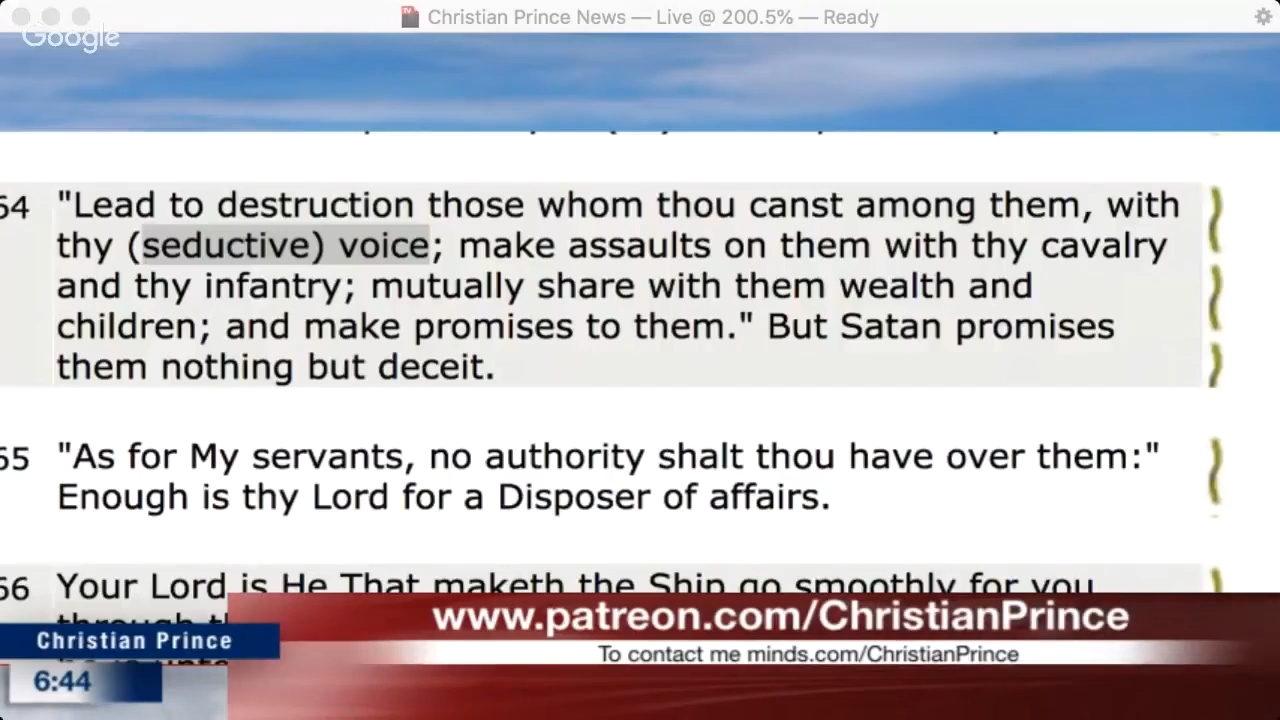 Christian Prince News — Live @ 200.5% — Ready
Google
64 "Lead to destruction those whom thou canst among them, with
thy (seductive) voice; make assaults on them with thy cavalry
and thy infantry; mutually share with them wealth and
children; and make promises to them." But Satan promises
them nothing but deceit.
65 "As for My servants, no authority shalt thou have over them:"
Enough is thy Lord for a Disposer of affairs.
66 Your Lord is He That maketh the Ship go smoothly for you
through
www.patreon.com/ChristianPrince
Christian Prince
To contact me minds.com/ChristianPrince
6:44